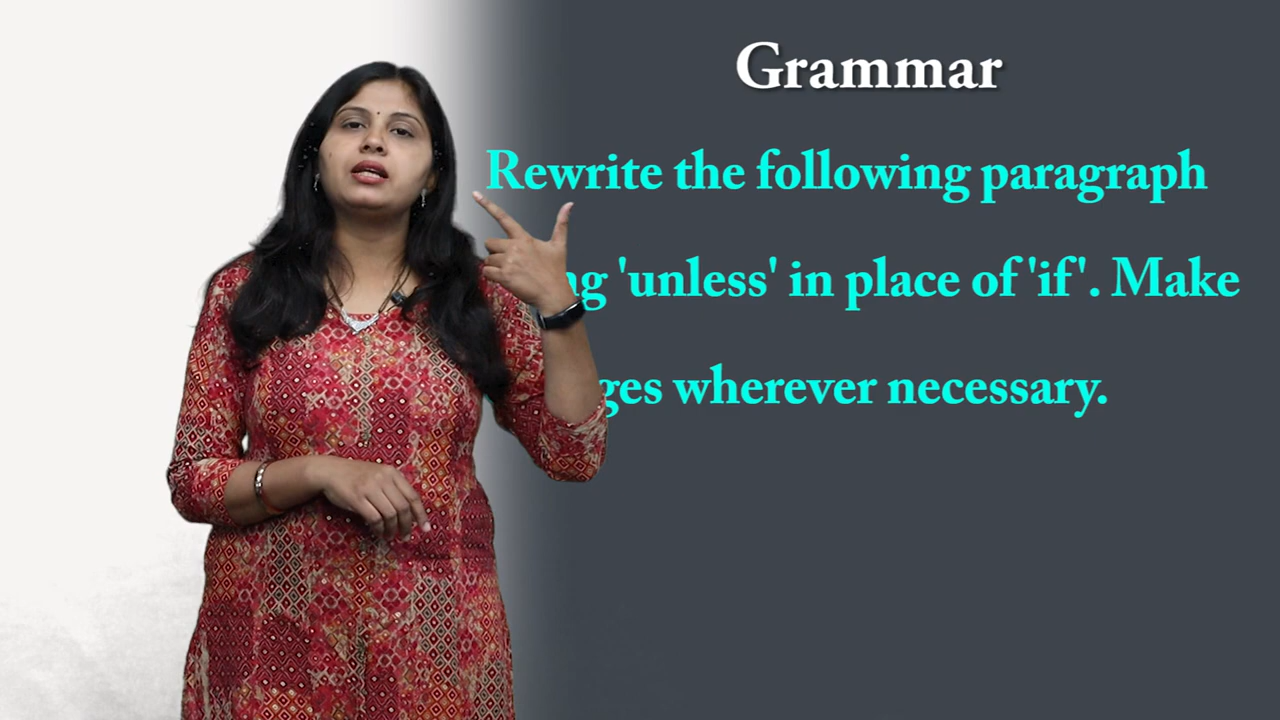 Grammar
Rewrite the following paragraph
'unless' in place of 'if'. Make
wherever necessary.